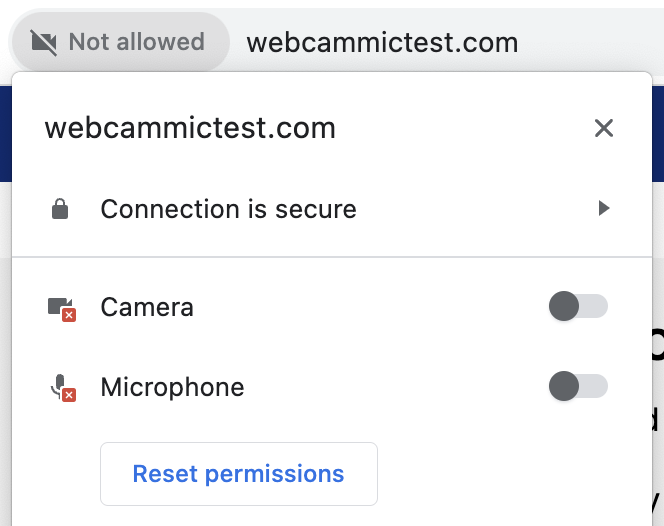 Not allowed webcammictest.com
webcammictest.com
Connection is secure
Camera
Microphone
Reset permissions